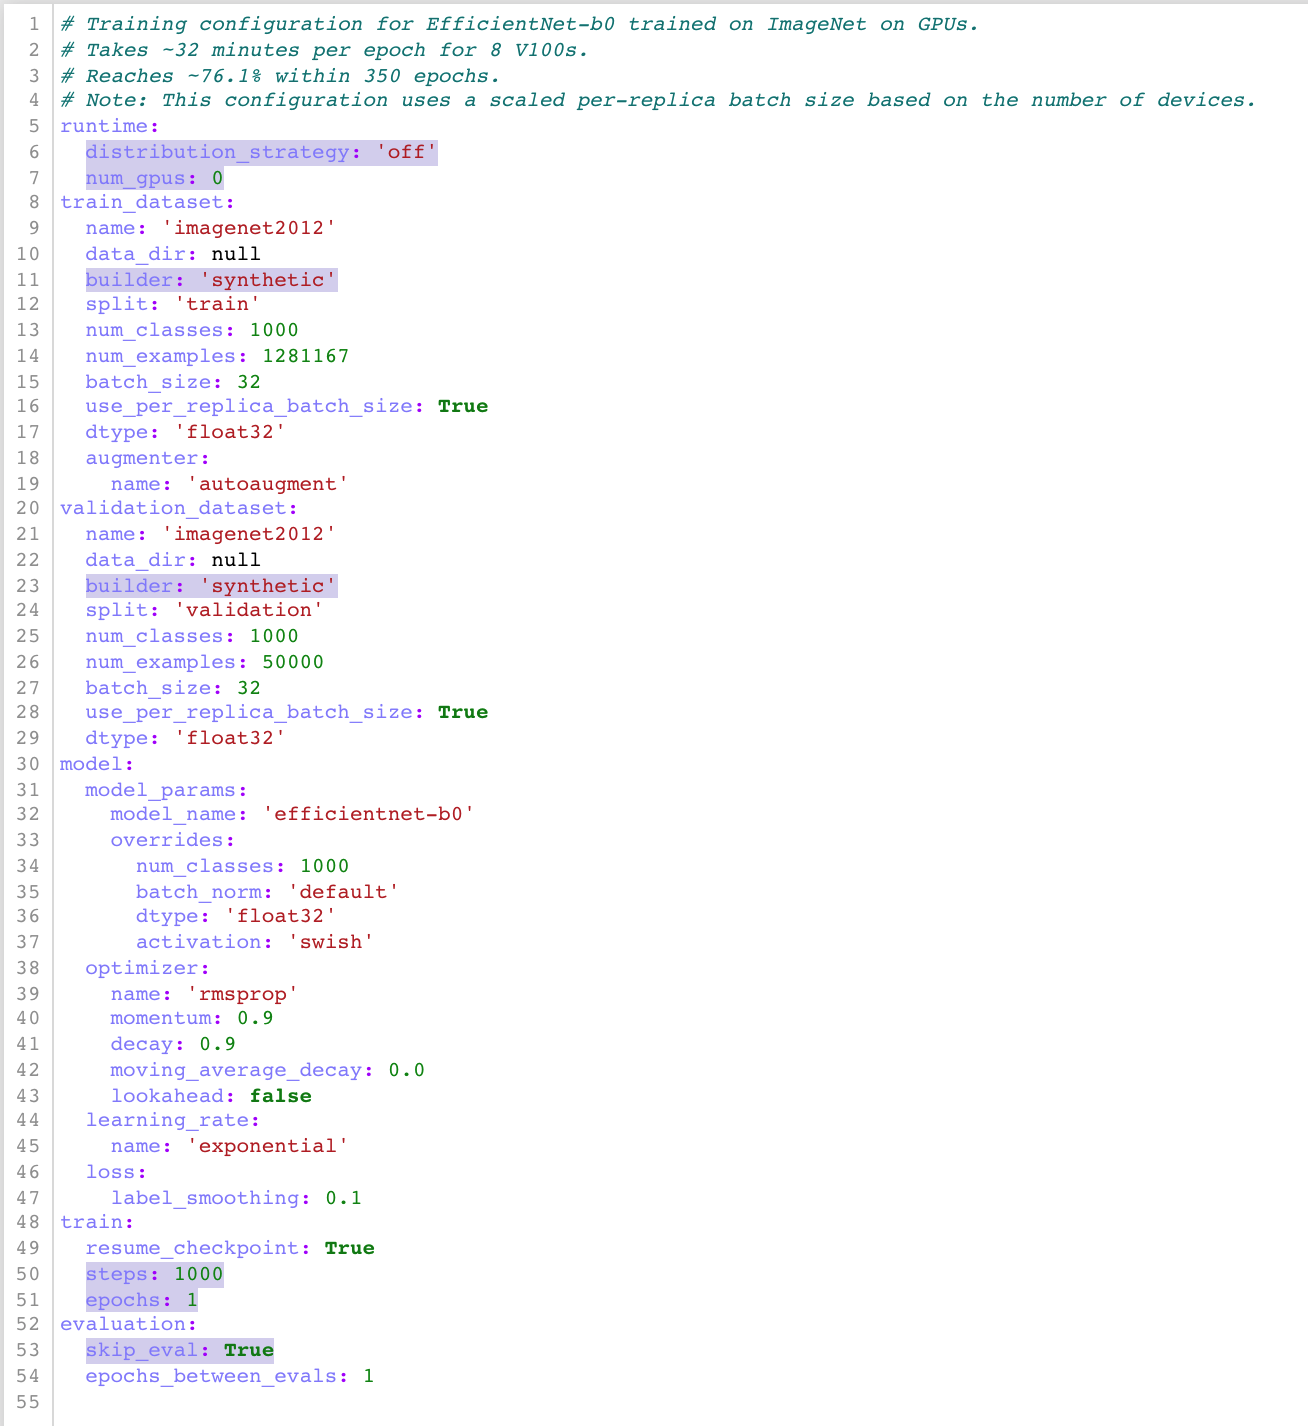 1 # Training configuration for EfficientNet-b0 trained on ImageNet on GPUs.
2 # Takes ~32 minutes per epoch for 8 V100s.
3 # Reaches ~76.1% within 350 epochs.
4 # Note: This configuration uses a scaled per-replica batch size based on the number of devices.
5 runtime:
6   distribution_strategy: 'off'
7   num_gpus: 0
8 train_dataset:
9   name: 'imagenet2012'
10   data_dir: null
11   builder: 'synthetic'
12   split: 'train'
13   num_classes: 1000
14   num_examples: 1281167
15   batch_size: 32
16   use_per_replica_batch_size: True
17   dtype: 'float32'
18   augmenter:
19     name: 'autoaugment'
20 validation_dataset:
21   name: 'imagenet2012'
22   data_dir: null
23   builder: 'synthetic'
24   split: 'validation'
25   num_classes: 1000
26   num_examples: 50000
27   batch_size: 32
28   use_per_replica_batch_size: True
29   dtype: 'float32'
30 model:
31   model_params:
32     model_name: 'efficientnet-b0'
33     overrides:
34       num_classes: 1000
35       batch_norm: 'default'
36       dtype: 'float32'
37       activation: 'swish'
38   optimizer:
39     name: 'rmsprop'
40     momentum: 0.9
41     decay: 0.9
42     moving_average_decay: 0.0
43     lookahead: false
44   learning_rate:
45     name: 'exponential'
46   loss:
47     label_smoothing: 0.1
48 train:
49   resume_checkpoint: True
50   steps: 1000
51   epochs: 1
52 evaluation:
53   skip_eval: True
54   epochs_between_evals: 1
55